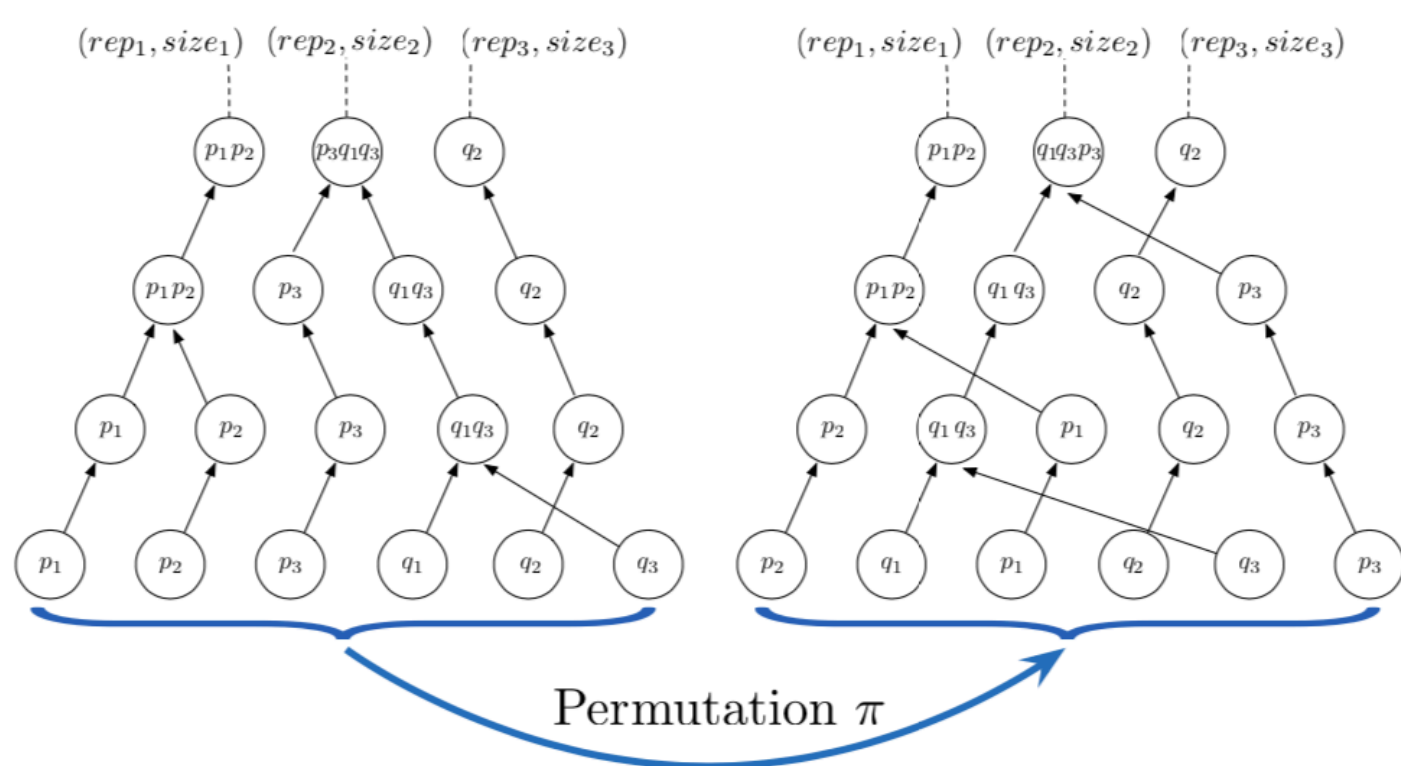 (rep₁, size₁) (rep₂, size₂) (rep₃, size₃) (rep₁, size₁) (rep₂, size₂) (rep₃, size₃)
p₁p₂ p₃q₁q₃ q₂ p₁p₂ q₁q₃p₃ q₂
p₁p₂ p₃ q₁q₃ q₂ p₁p₂ q₁q₃ q₂ p₃
p₁ p₂ p₃ q₁q₃ q₂ p₂ q₁q₃ p₁ q₂ p₃
p₁ p₂ p₃ q₁ q₂ q₃ p₂ q₁ p₁ q₂ q₃ p₃
Permutation π